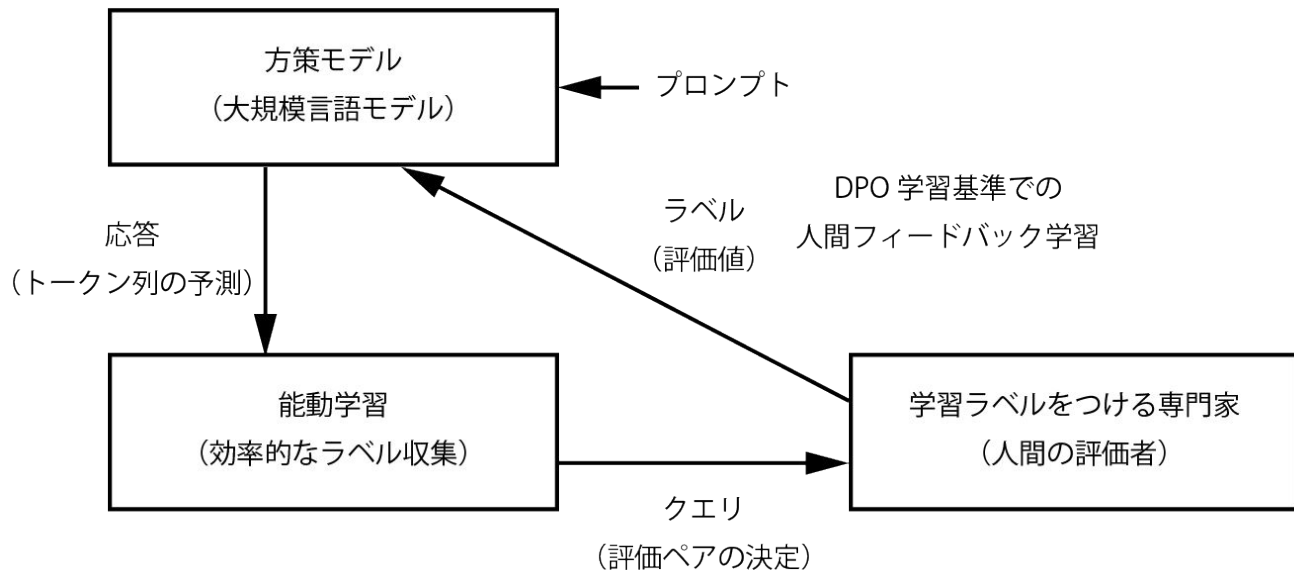 方策モデル
（大規模言語モデル）
プロンプト
応答
（トークン列の予測）
ラベル
（評価値）
DPO 学習基準での
人間フィードバック学習
能動学習
（効率的なラベル収集）
学習ラベルをつける専門家
（人間の評価者）
クエリ
（評価ペアの決定）